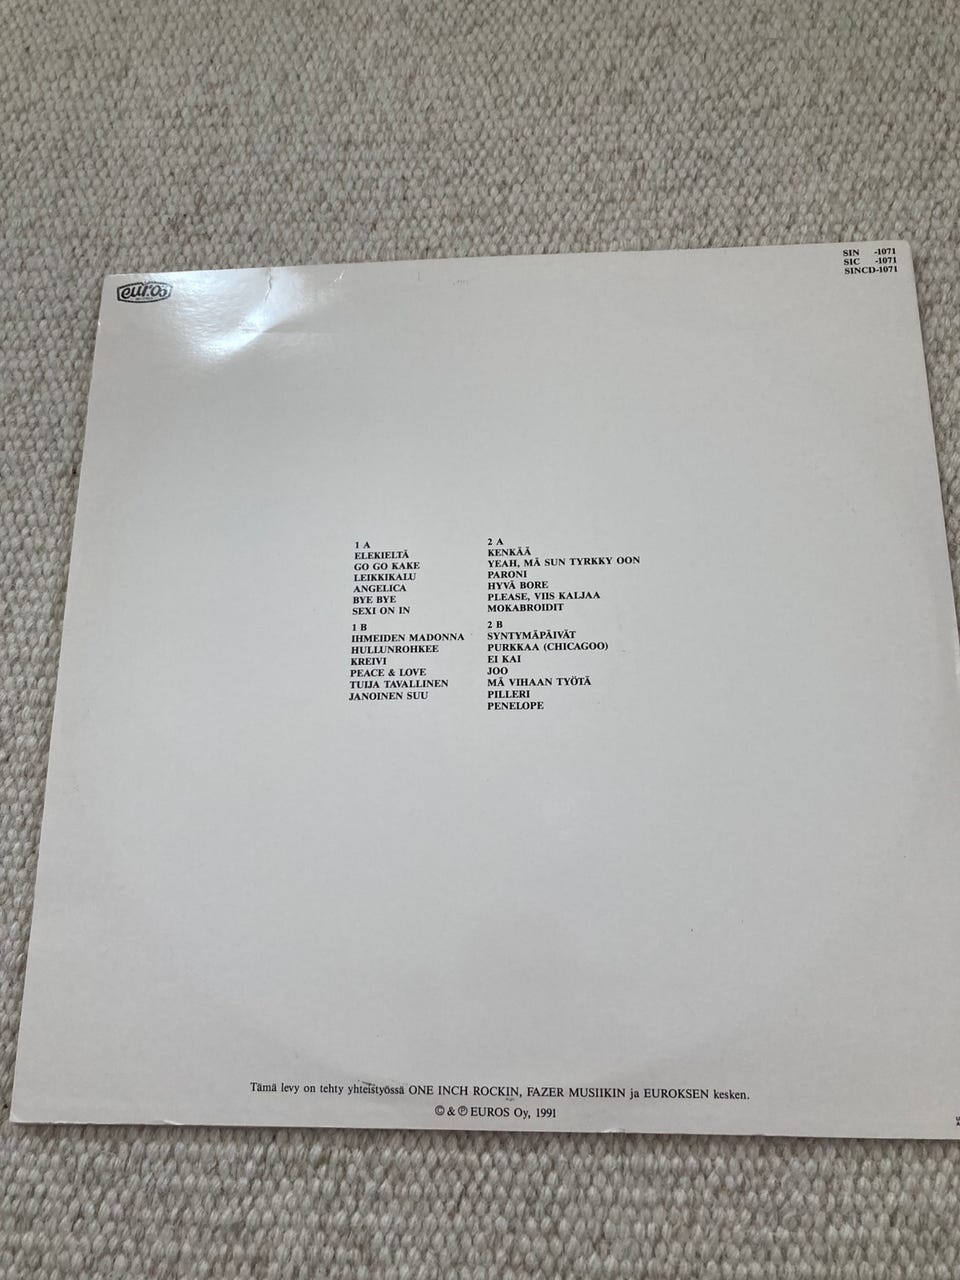 euros
SIN -1071
SIC -1071
SINCD-1071
1 A
ELEKIELTÄ
GO GO KAKE
LEIKKIKALU
ANGELICA
BYE BYE
SEXI ON IN
1 B
IHMEIDEN MADONNA
HULLUNROHKEE
KREIVI
PEACE & LOVE
TUIJA TAVALLINEN
JANOINEN SUU
2 A
KENKÄÄ
YEAH, MÄ SUN TYRKKY OON
PARONI
HYVÄ BORE
PLEASE, VIIS KALJAA
MOKABROIDIT
2 B
SYNTYMÄPÄIVÄT
PURKKAA (CHICAGOO)
EI KAI
JOO
MÄ VIHAAN TYÖTÄ
PILLERI
PENELOPE
Tämä levy on tehty yhteistyössä ONE INCH ROCKIN, FAZER MUSIIKIN ja EUROKSEN kesken.
© & ℗ EUROS Oy, 1991